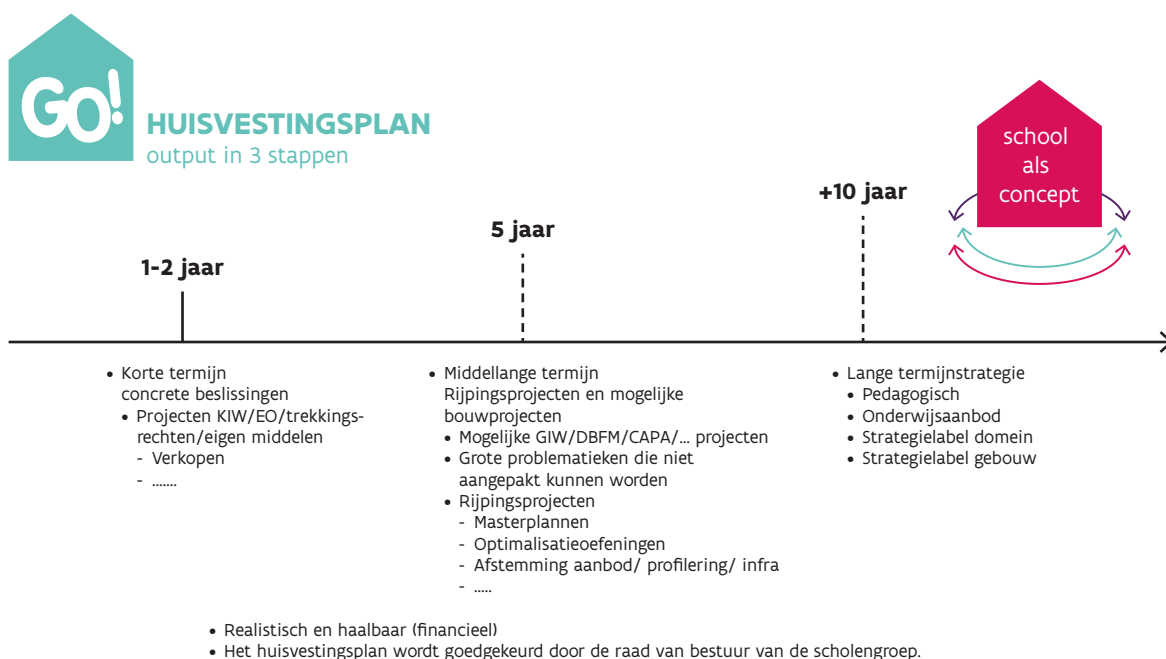 GO!
HUISVESTINGSPLAN
output in 3 stappen
school
als
concept
1-2 jaar
5 jaar
+10 jaar
• Korte termijn
concrete beslissingen
• Projecten KIW/EO/trekkings-
rechten/eigen middelen
- Verkopen
- .......
• Middellange termijn
Rijpingsprojecten en mogelijke
bouwprojecten
• Mogelijke GIW/DBFM/CAPA/... projecten
• Grote problematieken die niet
aangepakt kunnen worden
• Rijpingsprojecten
- Masterplannen
- Optimalisatieoefeningen
- Afstemming aanbod/ profilering/ infra
- .....
• Lange termijnstrategie
• Pedagogisch
• Onderwijsaanbod
• Strategielabel domein
• Strategielabel gebouw
• Realistisch en haalbaar (financieel)
• Het huisvestingsplan wordt goedgekeurd door de raad van bestuur van de scholengroep.